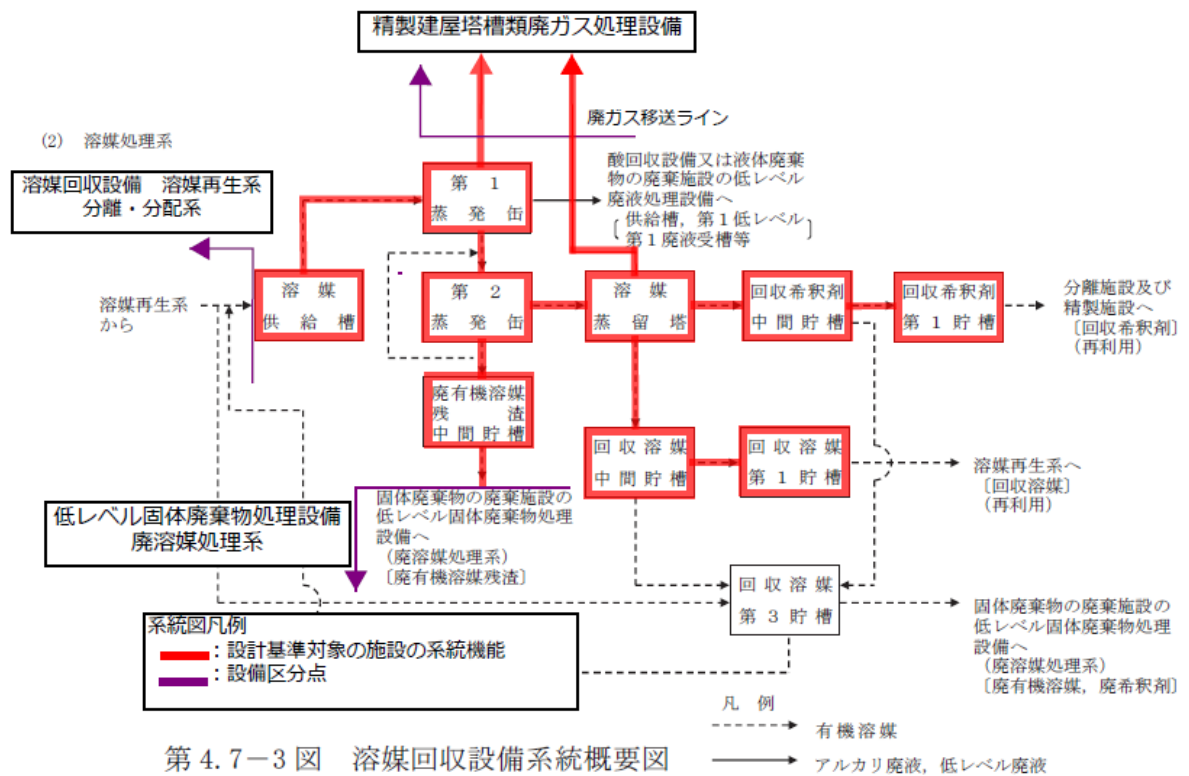 精製建屋塔槽類廃ガス処理設備
廃ガス移送ライン
(2) 溶媒処理系
溶媒回収設備 溶媒再生系
分離・分配系
第1
蒸発缶
酸回収設備又は液体廃棄
物の廃棄施設の低レベル
廃液処理設備へ
供給槽，第1低レベル
第1廃液受槽等
溶媒再生系
から
溶媒
供給槽
第2
蒸発缶
溶媒
蒸留塔
回収希釈剤
中間貯槽
回収希釈剤
第1貯槽
分離施設及び
精製施設へ
〔回収希釈剤〕
(再利用)
廃有機溶媒
残渣
中間貯槽
回収溶媒
中間貯槽
回収溶媒
第1貯槽
溶媒再生系へ
〔回収溶媒〕
(再利用)
固体廃棄物の廃棄施設の
低レベル固体廃棄物処理
設備へ
(廃溶媒処理系)
〔廃有機溶媒残渣〕
低レベル固体廃棄物処理設備
廃溶媒処理系
回収溶媒
第3貯槽
固体廃棄物の廃棄施設の
低レベル固体廃棄物処理
設備へ
(廃溶媒処理系)
〔廃有機溶媒，廃希釈剤〕
系統図凡例
：設計基準対象の施設の系統機能
：設備区分点
凡例
有機溶媒
アルカリ廃液，低レベル廃液
第4.7－3図 溶媒回収設備系統概要図